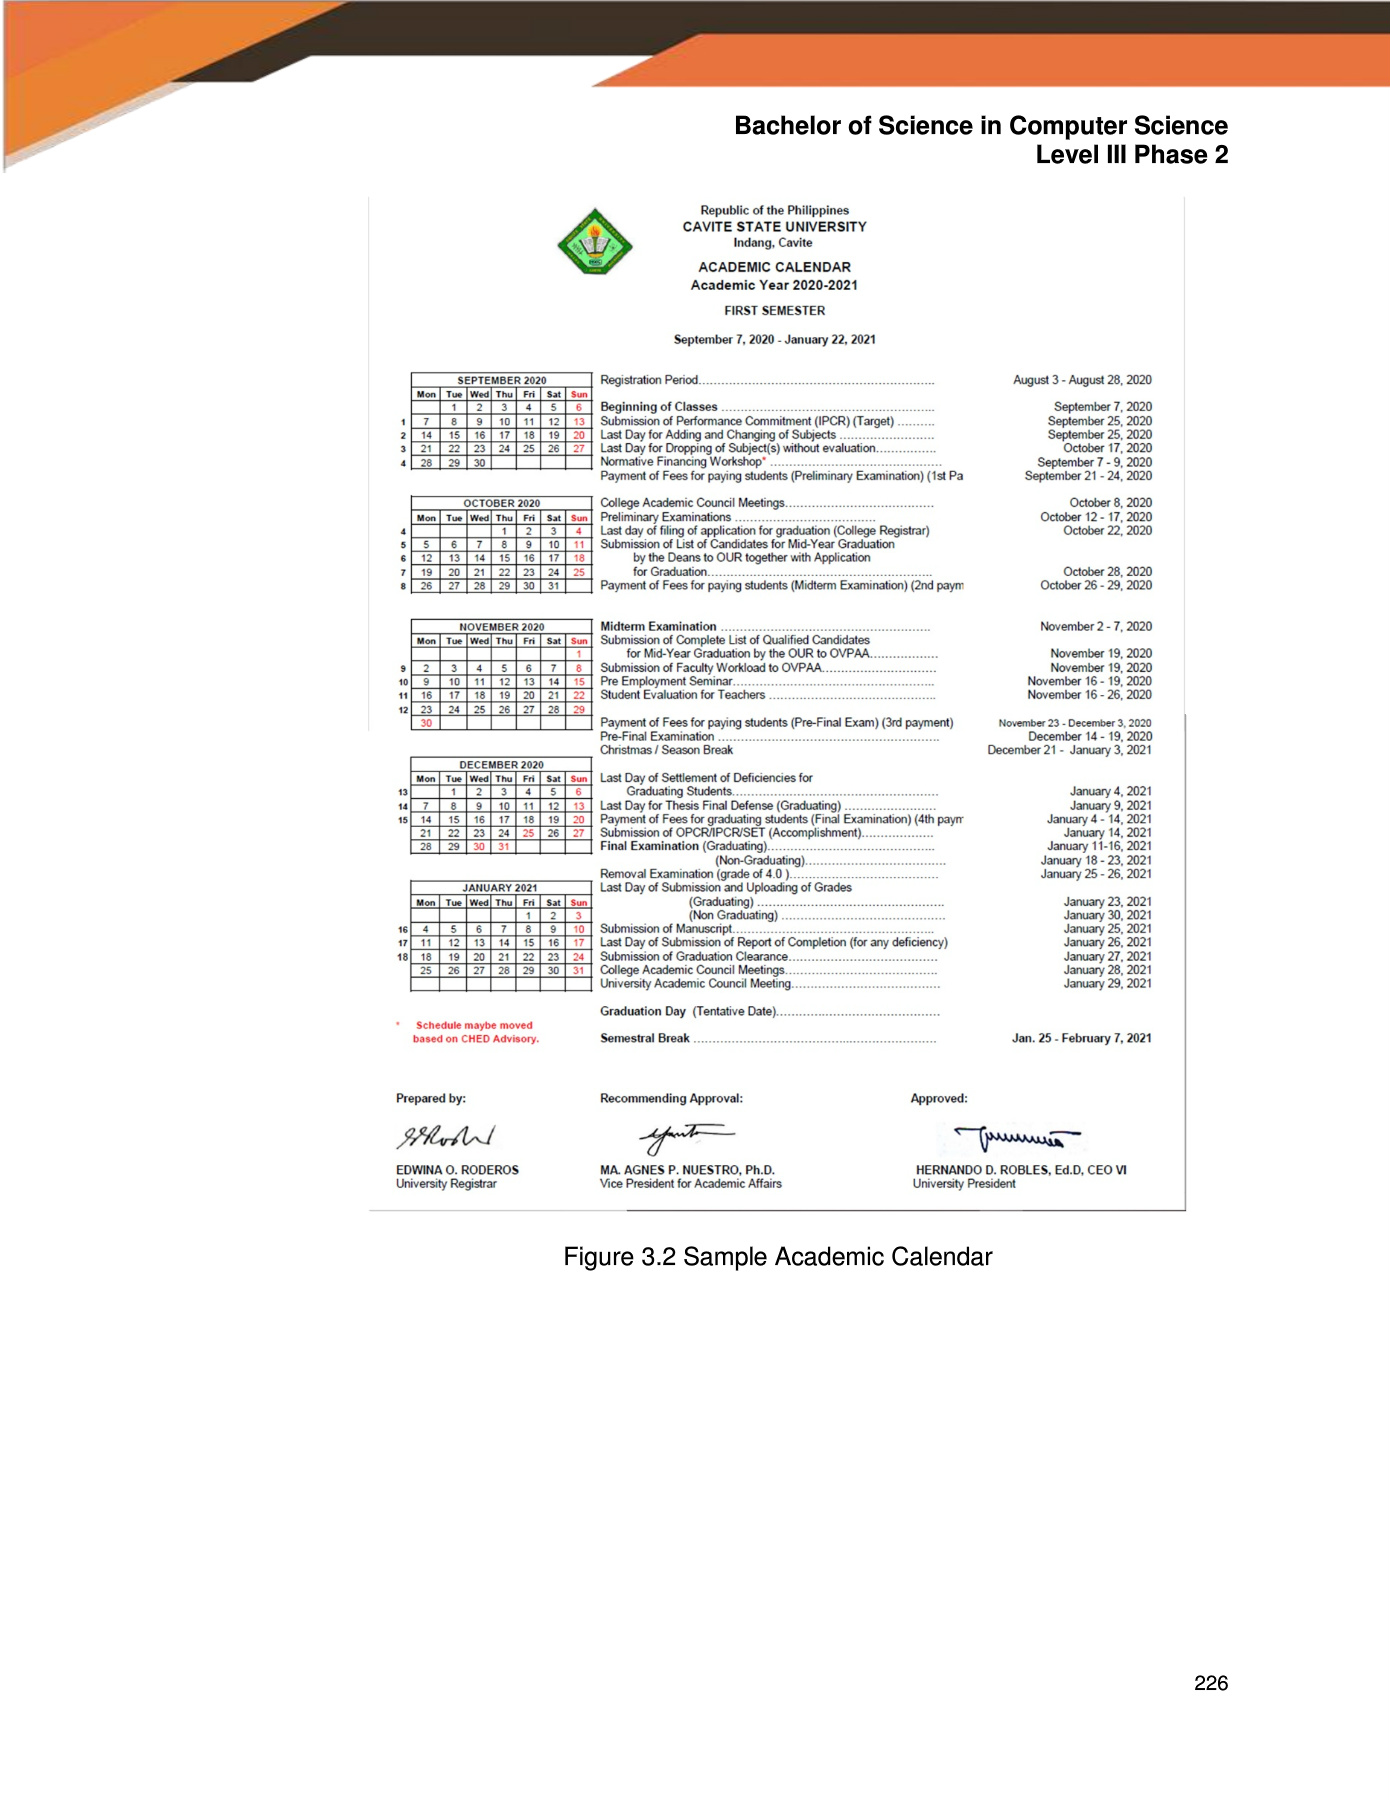 Bachelor of Science in Computer Science
Level III Phase 2
Republic of the Philippines
CAVITE STATE UNIVERSITY
Indang, Cavite
ACADEMIC CALENDAR
Academic Year 2020-2021
FIRST SEMESTER
September 7, 2020 - January 22, 2021
SEPTEMBER 2020
Mon Tue Wed Thu Fri Sat Sun
1 2 3 4 5 6
1 7 8 9 10 11 12 13
2 14 15 16 17 18 19 20
3 21 22 23 24 25 26 27
4 28 29 30
Registration Period............................................................. August 3 - August 28, 2020
Beginning of Classes ....................................................... September 7, 2020
Submission of Performance Commitment (IPCR) (Target) .......... September 25, 2020
Last Day for Adding and Changing of Subjects ......................... September 25, 2020
Last Day for Dropping of Subject(s) without evaluation................ October 17, 2020
Normative Financing Workshop* ............................................. September 7 - 9, 2020
Payment of Fees for paying students (Preliminary Examination) (1st Pa September 21 - 24, 2020
OCTOBER 2020
Mon Tue Wed Thu Fri Sat Sun
4 1 2 3 4
5 5 6 7 8 9 10 11
6 12 13 14 15 16 17 18
7 19 20 21 22 23 24 25
8 26 27 28 29 30 31
College Academic Council Meetings....................................... October 8, 2020
Preliminary Examinations ..................................... October 12 - 17, 2020
Last day of filing of application for graduation (College Registrar) October 22, 2020
Submission of List of Candidates for Mid-Year Graduation
by the Deans to OUR together with Application
for Graduation........................................................... October 28, 2020
Payment of Fees for paying students (Midterm Examination) (2nd paym October 26 - 29, 2020
NOVEMBER 2020
Mon Tue Wed Thu Fri Sat Sun
1
9 2 3 4 5 6 7 8
10 9 10 11 12 13 14 15
11 16 17 18 19 20 21 22
12 23 24 25 26 27 28 29
30
Midterm Examination ....................................................... November 2 - 7, 2020
Submission of Complete List of Qualified Candidates
for Mid-Year Graduation by the OUR to OVPAA.................. November 19, 2020
Submission of Faculty Workload to OVPAA.............................. November 19, 2020
Pre Employment Seminar..................................................... November 16 - 19, 2020
Student Evaluation for Teachers ............................................ November 16 - 26, 2020
Payment of Fees for paying students (Pre-Final Exam) (3rd payment) November 23 - December 3, 2020
Pre-Final Examination .......................................................... December 14 - 19, 2020
Christmas / Season Break December 21 - January 3, 2021
DECEMBER 2020
Mon Tue Wed Thu Fri Sat Sun
13 1 2 3 4 5 6
14 7 8 9 10 11 12 13
15 14 15 16 17 18 19 20
21 22 23 24 25 26 27
28 29 30 31
Last Day of Settlement of Deficiencies for
Graduating Students...................................................... January 4, 2021
Last Day for Thesis Final Defense (Graduating) ........................ January 9, 2021
Payment of Fees for graduating students (Final Examination) (4th paym January 4 - 14, 2021
Submission of OPCR/IPCR/SET (Accomplishment)................... January 14, 2021
Final Examination (Graduating)............................................ January 11-16, 2021
(Non-Graduating)..................................... January 18 - 23, 2021
Removal Examination (grade of 4.0 )....................................... January 25 - 26, 2021
JANUARY 2021
Mon Tue Wed Thu Fri Sat Sun
1 2 3
16 4 5 6 7 8 9 10
17 11 12 13 14 15 16 17
18 18 19 20 21 22 23 24
25 26 27 28 29 30 31
Last Day of Submission and Uploading of Grades
(Graduating) ................................................. January 23, 2021
(Non Graduating) ........................................... January 30, 2021
Submission of Manuscript..................................................... January 25, 2021
Last Day of Submission of Report of Completion (for any deficiency) January 26, 2021
Submission of Graduation Clearance....................................... January 27, 2021
College Academic Council Meetings........................................ January 28, 2021
University Academic Council Meeting....................................... January 29, 2021
Graduation Day (Tentative Date)...........................................
* Schedule maybe moved
based on CHED Advisory.
Semestral Break ............................................................... Jan. 25 - February 7, 2021
Prepared by: Recommending Approval: Approved:
EDWINA O. RODEROS MA. AGNES P. NUESTRO, Ph.D. HERNANDO D. ROBLES, Ed.D, CEO VI
University Registrar Vice President for Academic Affairs University President
Figure 3.2 Sample Academic Calendar
226